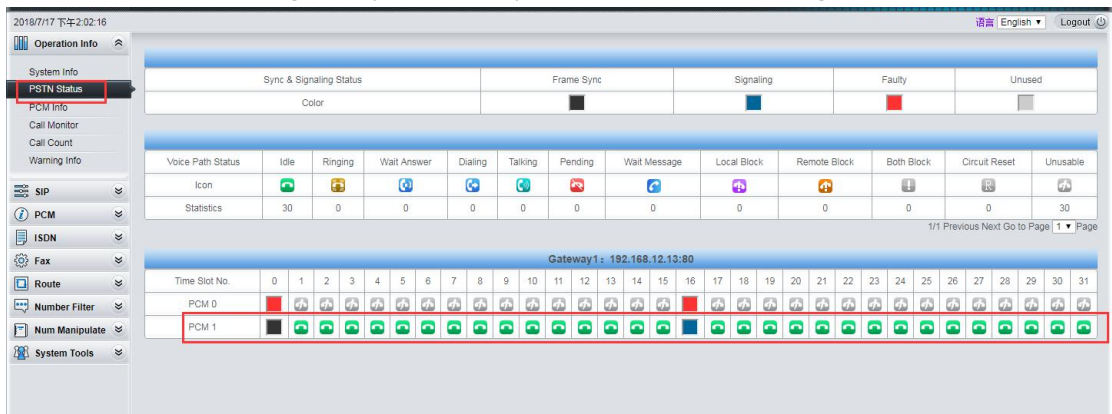 2018/7/17 下午2:02:16 语言 English Logout
Operation Info
System Info
PSTN Status
PCM Info
Call Monitor
Call Count
Warning Info
SIP
PCM
ISDN
Fax
Route
Number Filter
Num Manipulate
System Tools
Sync & Signaling Status Frame Sync Signaling Faulty Unused
Color
Voice Path Status Idle Ringing Wait Answer Dialing Talking Pending Wait Message Local Block Remote Block Both Block Circuit Reset Unusable
Icon R
Statistics 30 0 0 0 0 0 0 0 0 0 0 30
1/1 Previous Next Go to Page 1 Page
Gateway1：192.168.12.13:80
Time Slot No. 0 1 2 3 4 5 6 7 8 9 10 11 12 13 14 15 16 17 18 19 20 21 22 23 24 25 26 27 28 29 30 31
PCM 0
PCM 1